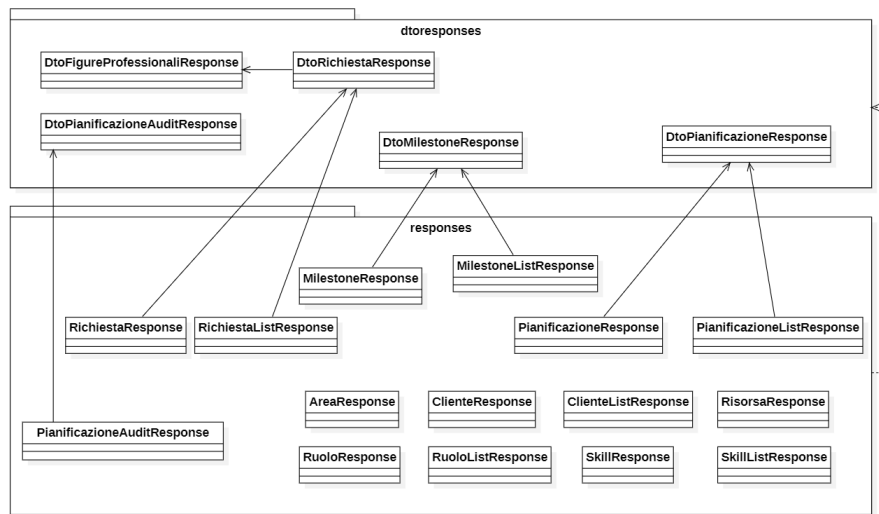 dtoresponses
DtoFigureProfessionaliResponse
DtoRichiestaResponse
DtoPianificazioneAuditResponse
DtoMilestoneResponse
DtoPianificazioneResponse
responses
MilestoneResponse
MilestoneListResponse
RichiestaResponse
RichiestaListResponse
PianificazioneResponse
PianificazioneListResponse
AreaResponse
ClienteResponse
ClienteListResponse
RisorsaResponse
PianificazioneAuditResponse
RuoloResponse
RuoloListResponse
SkillResponse
SkillListResponse